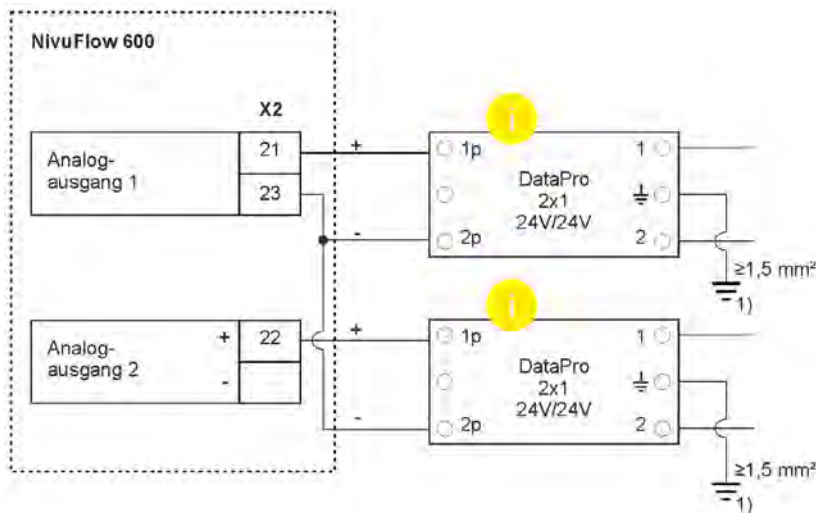 NivuFlow 600
X2
Analog-
ausgang 1
21
23
+
-
1p
2p
DataPro
2x1
24V/24V
1
2
≥1,5 mm²
1)
Analog-
ausgang 2
+
-
22
+
-
1p
2p
DataPro
2x1
24V/24V
1
2
≥1,5 mm²
1)